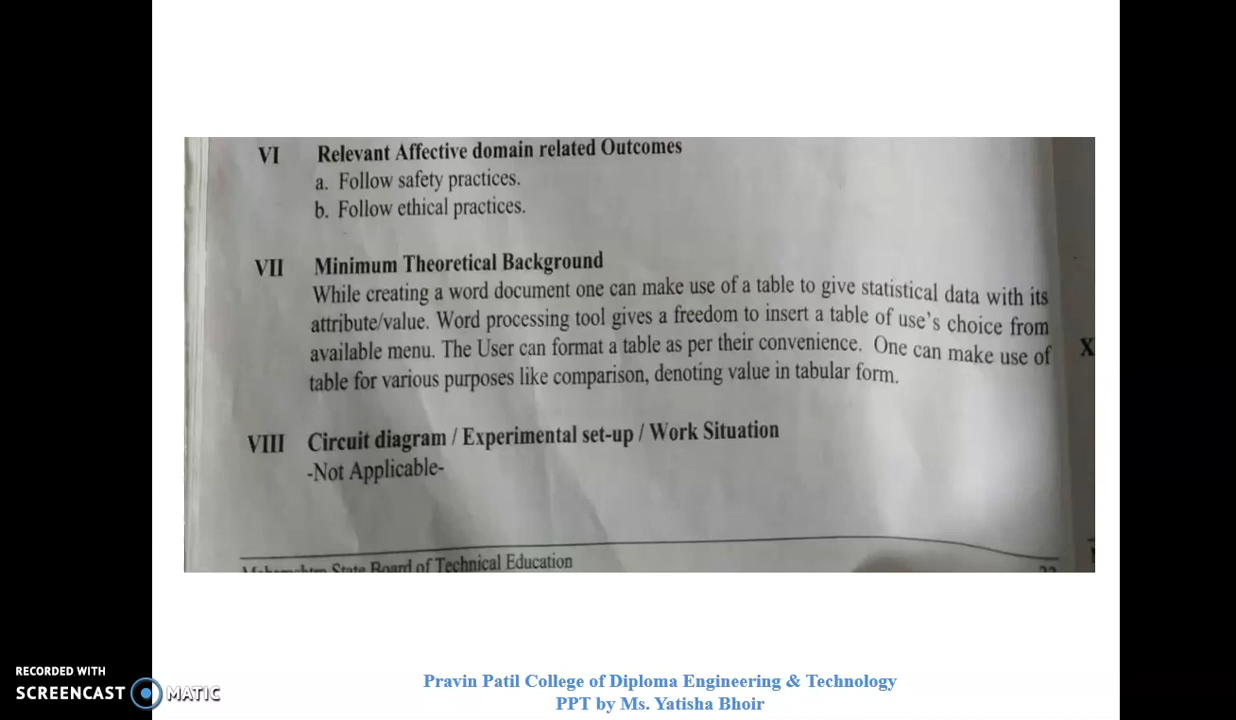 VI Relevant Affective domain related Outcomes
a. Follow safety practices.
b. Follow ethical practices.
VII Minimum Theoretical Background
While creating a word document one can make use of a table to give statistical data with its
attribute/value. Word processing tool gives a freedom to insert a table of use's choice from
available menu. The User can format a table as per their convenience. One can make use of
table for various purposes like comparison, denoting value in tabular form.
X
VIII Circuit diagram / Experimental set-up / Work Situation
-Not Applicable-
State Board of Technical Education
Pravin Patil College of Diploma Engineering & Technology
PPT by Ms. Yatisha Bhoir
RECORDED WITH
SCREENCAST MATIC